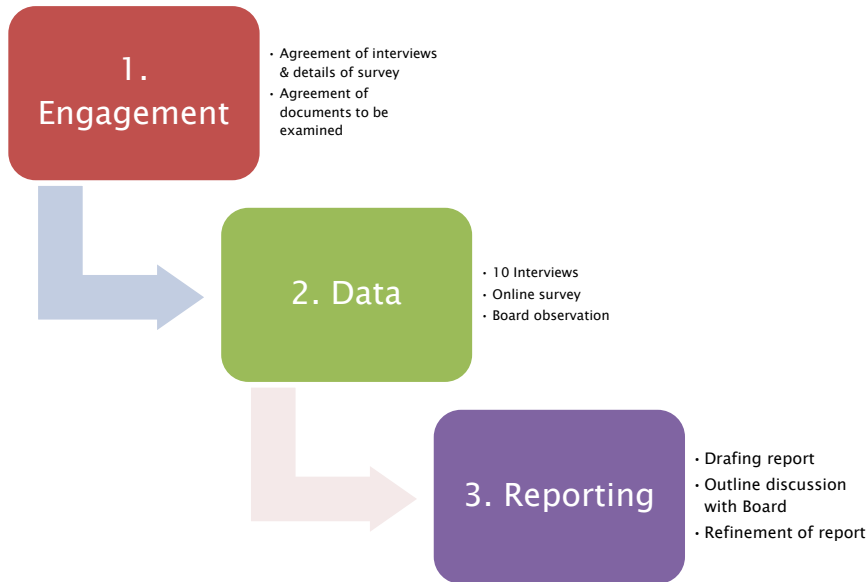 1.
Engagement
• Agreement of interviews
& details of survey
• Agreement of
documents to be
examined
2. Data
• 10 Interviews
• Online survey
• Board observation
3. Reporting
• Drafing report
• Outline discussion
with Board
• Refinement of report